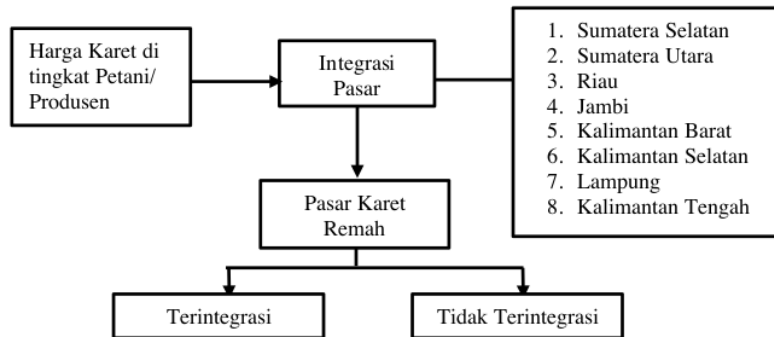 Harga Karet di
tingkat Petani/
Produsen
Integrasi
Pasar
1. Sumatera Selatan
2. Sumatera Utara
3. Riau
4. Jambi
5. Kalimantan Barat
6. Kalimantan Selatan
7. Lampung
8. Kalimantan Tengah
Pasar Karet
Remah
Terintegrasi
Tidak Terintegrasi